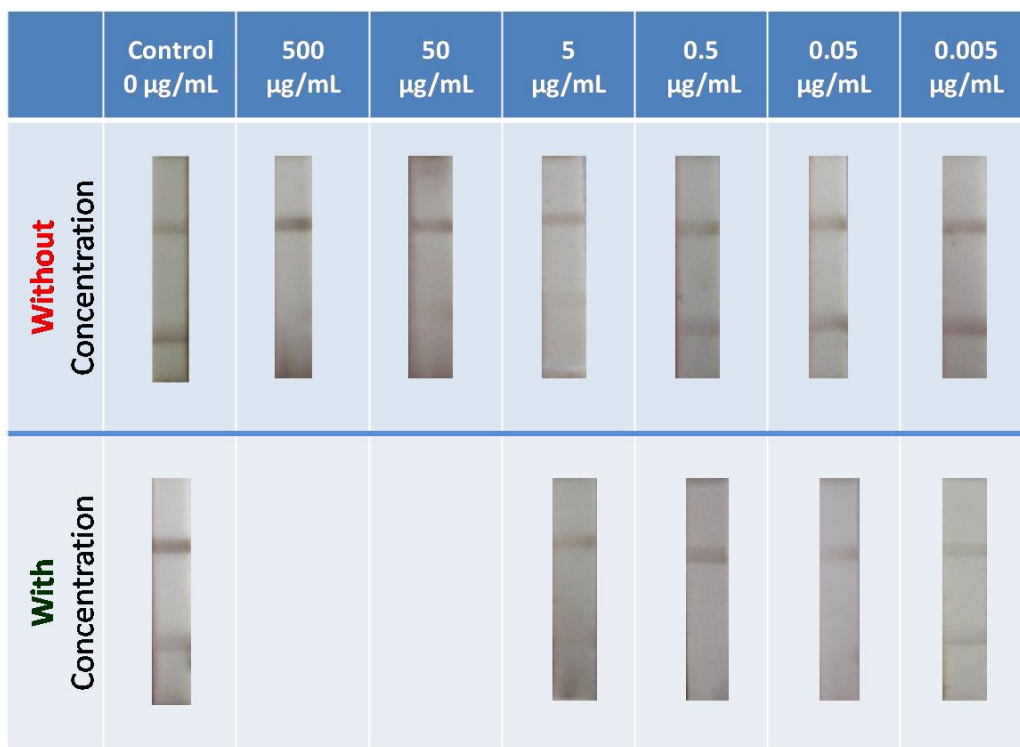 Control 0 µg/mL
500 µg/mL
50 µg/mL
5 µg/mL
0.5 µg/mL
0.05 µg/mL
0.005 µg/mL
Without
Concentration
With
Concentration